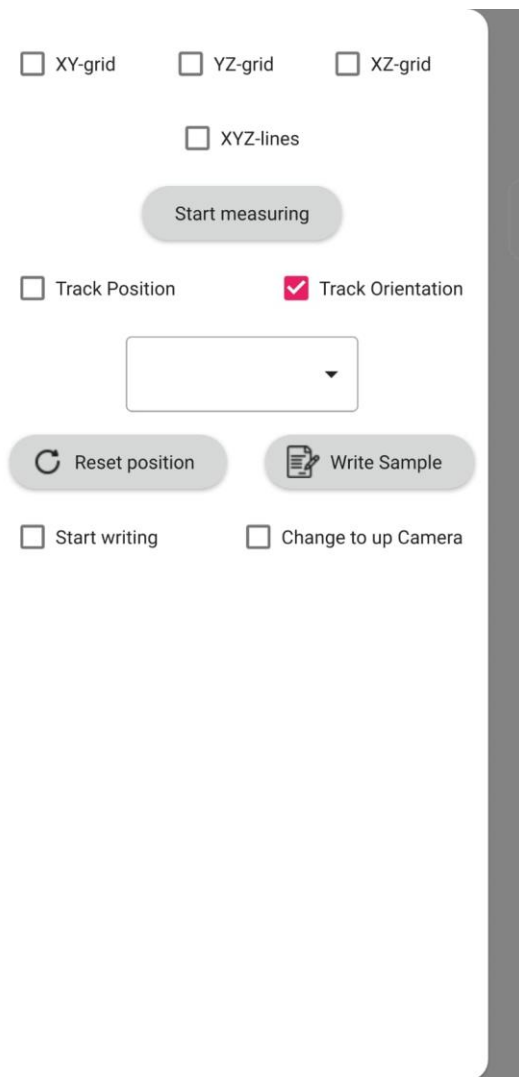 XY-grid YZ-grid XZ-grid
XYZ-lines
Start measuring
Track Position Track Orientation
Reset position Write Sample
Start writing Change to up Camera